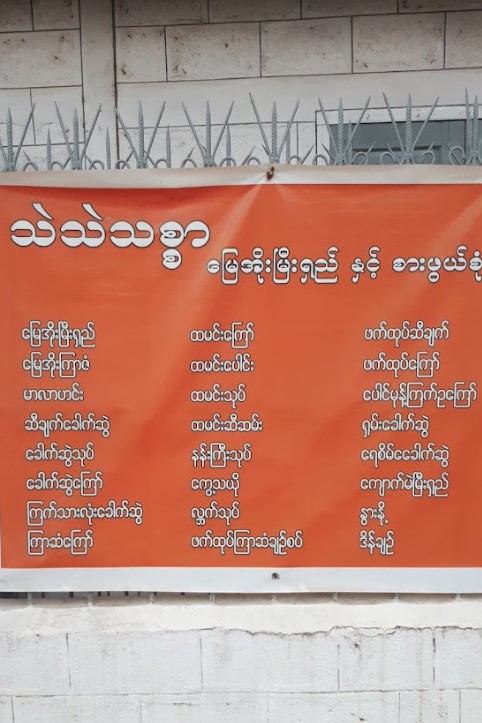 သဲသဲသစ္စာ
မြေအိုးမြီးရှည် နှင့် စားဖွယ်စုံ
မြေအိုးမြီးရှည်
မြေအိုးကြာဇံ
မာလာဟင်း
ဆီချက်ခေါက်ဆွဲ
ခေါက်ဆွဲသုပ်
ခေါက်ဆွဲကြော်
ကြက်သားလုံးခေါက်ဆွဲ
ကြာဆံကြော်
ထမင်းကြော်
ထမင်းပေါင်း
ထမင်းသုပ်
ထမင်းဆီဆမ်း
နန်းကြီးသုပ်
ကွေ့သယို
လ္ဘက်သုပ်
ဖက်ထုပ်ကြာဆံချဉ်စပ်
ဖက်ထုပ်ဆီချက်
ဖက်ထုပ်ကြော်
ပေါင်မုန့်ကြက်ဥကြော်
ရှမ်းခေါက်ဆွဲ
ရေစိမ်ခေါက်ဆွဲ
ကျောက်မဲမြီးရှည်
နွားနို့
ဒိန်ချဉ်